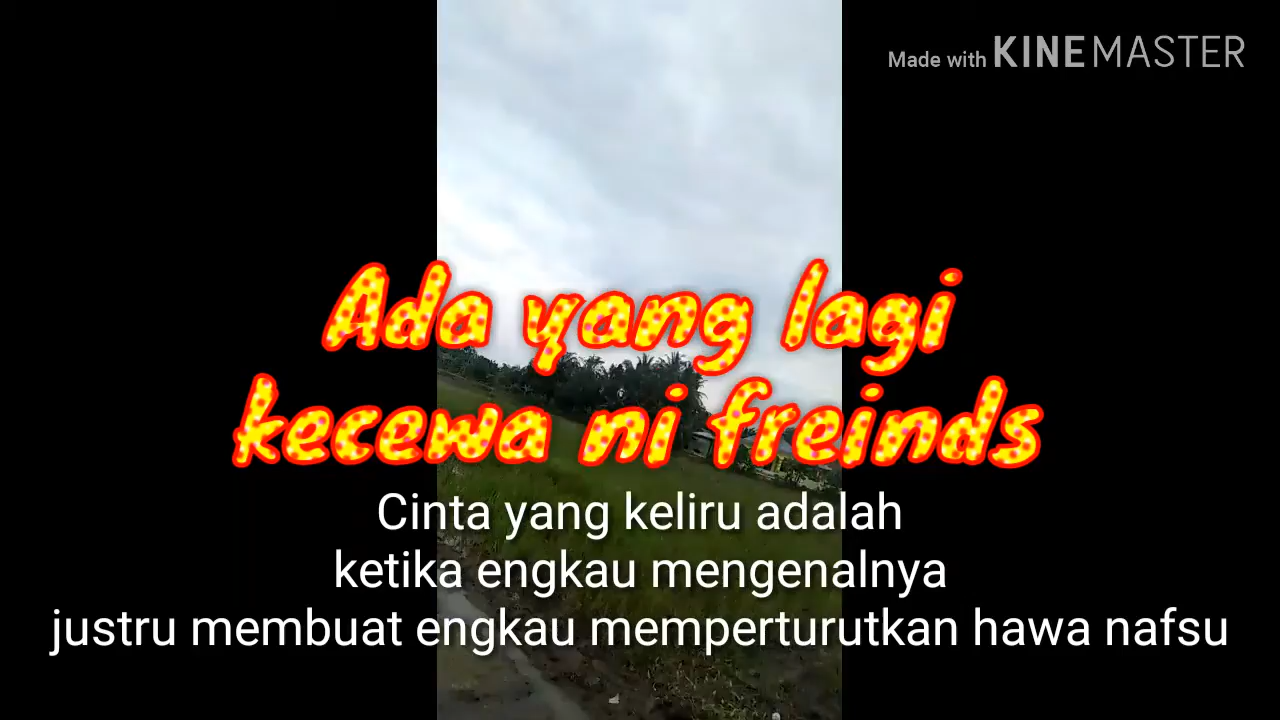 Made with KINEMASTER
Ada yang lagi
kecewa ni freinds
Cinta yang keliru adalah
ketika engkau mengenalnya
justru membuat engkau memperturutkan hawa nafsu